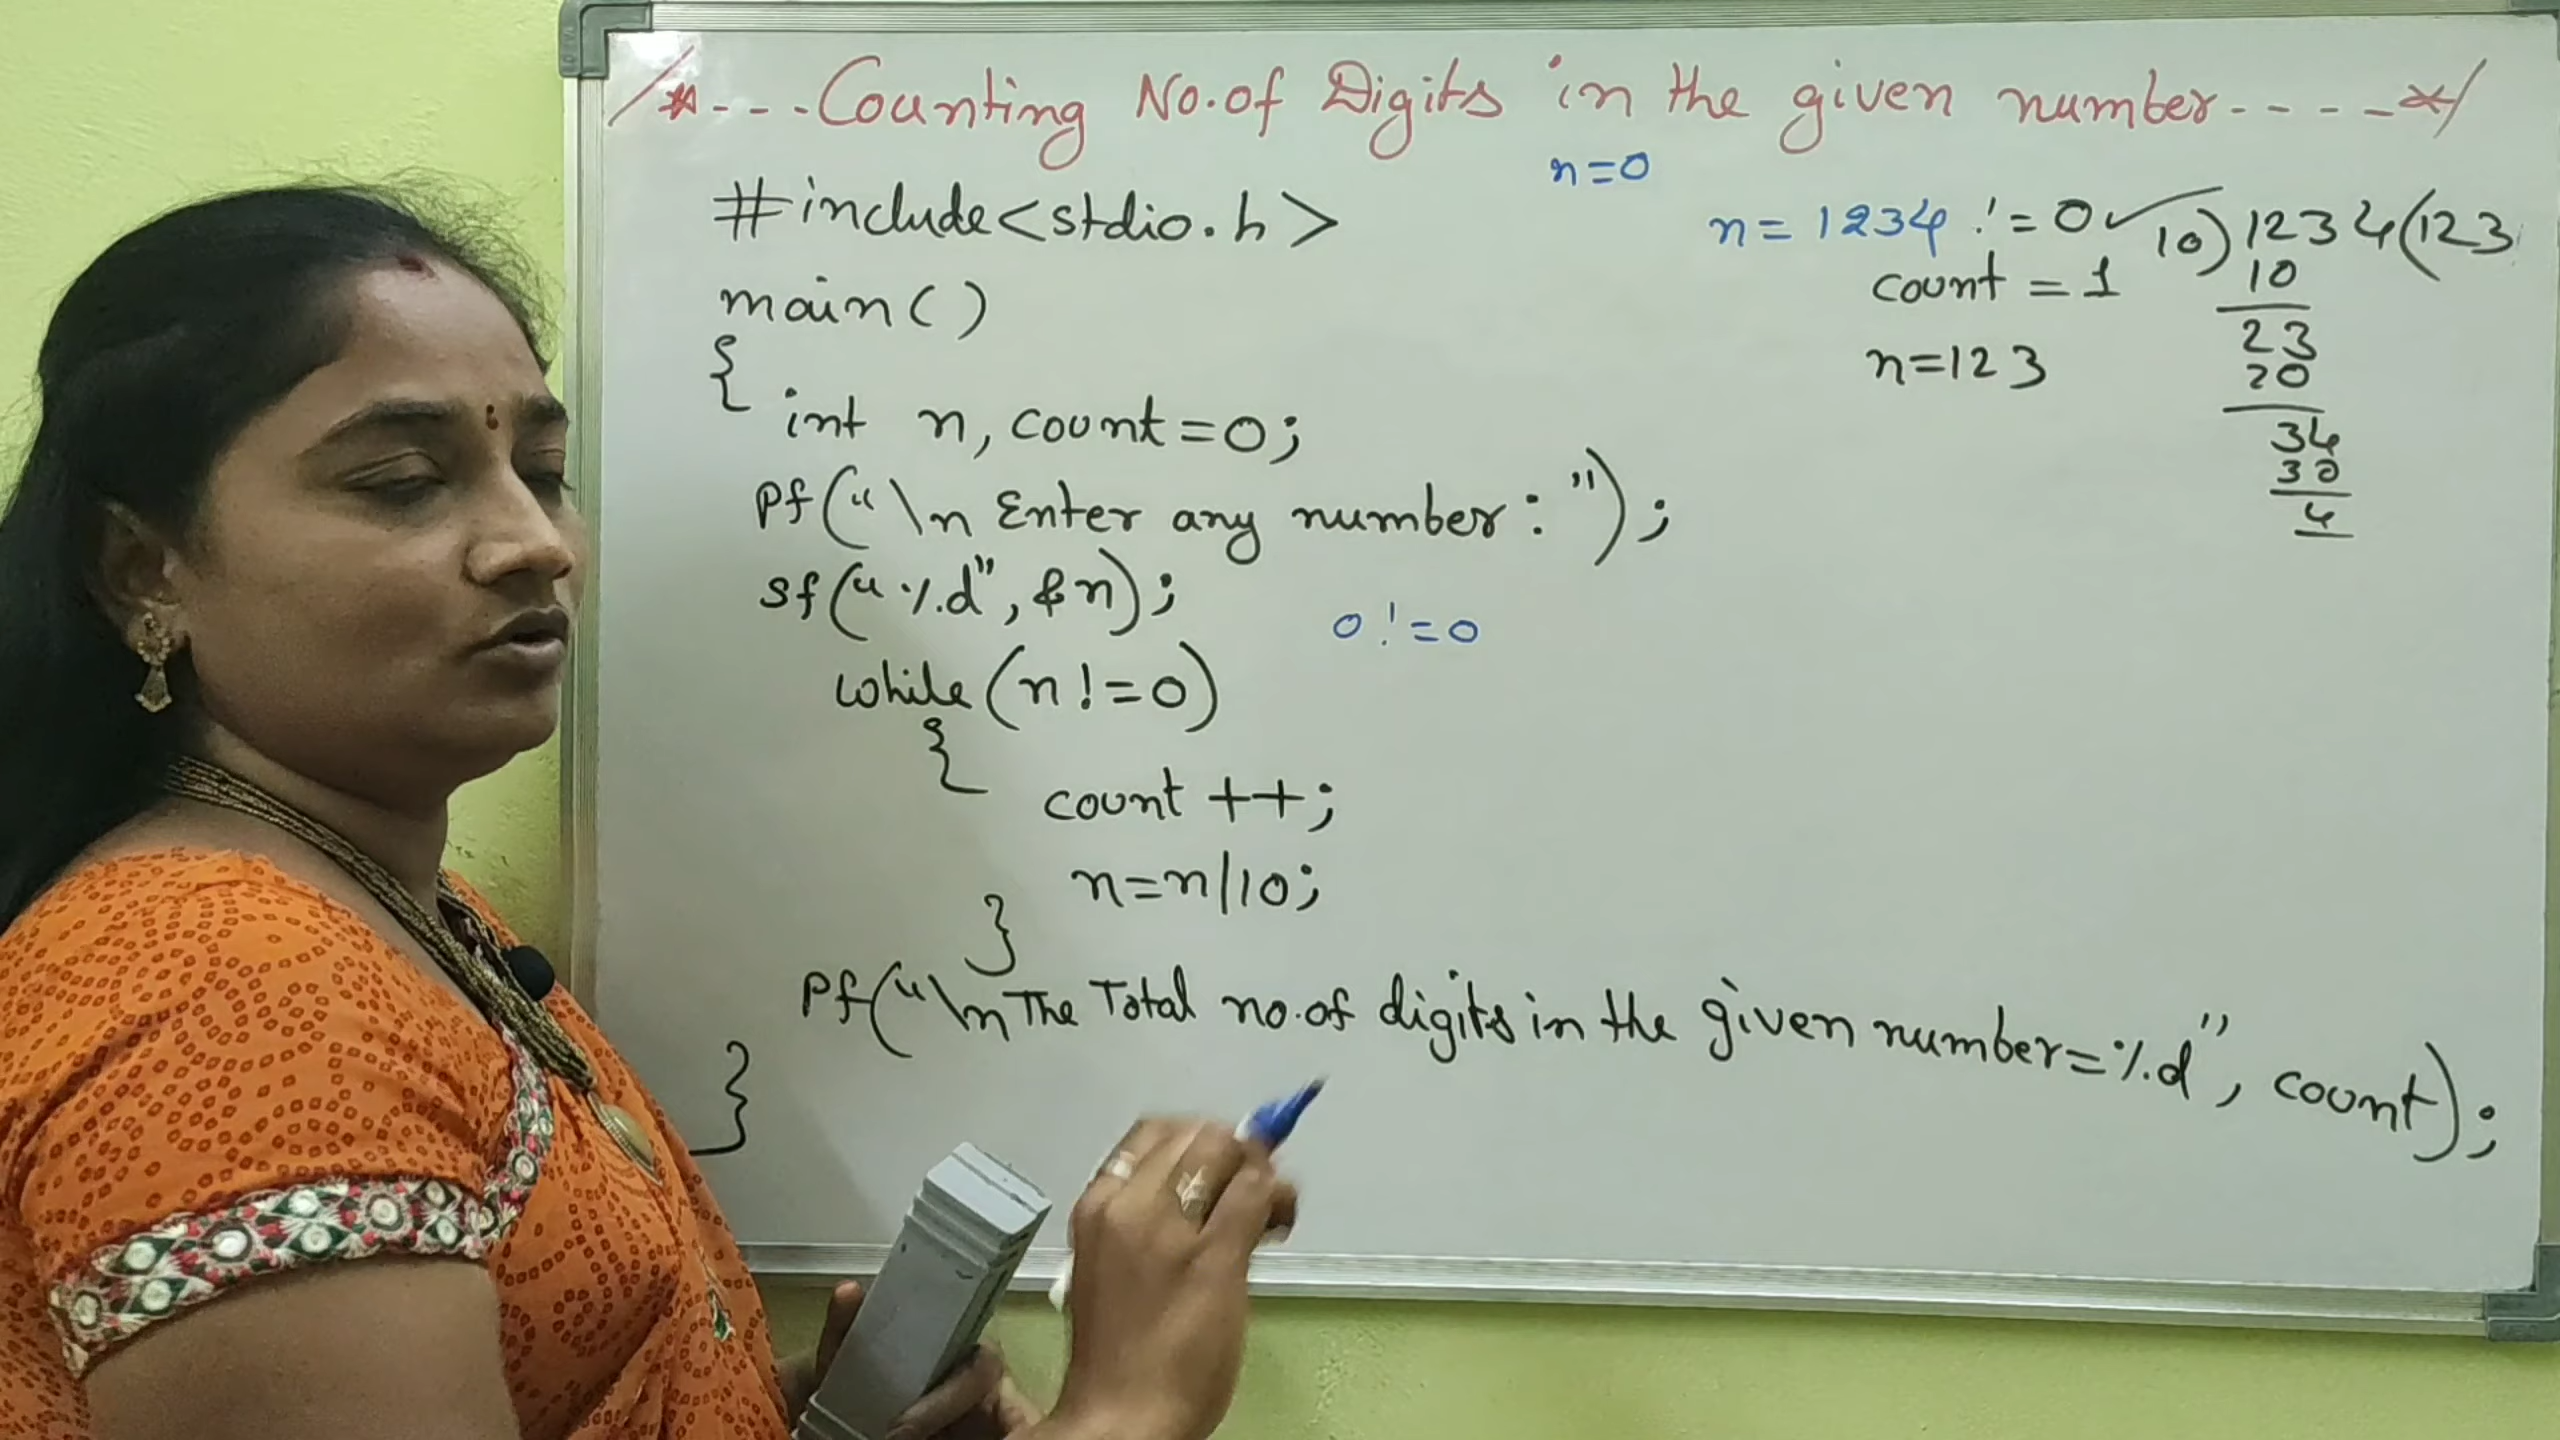 /*---Counting No.of Digits in the given number----*/
n=0
#include<stdio.h>
main()
{
int n, count=0;
pf("\n Enter any number: ");
sf("%d", &n);
0!=0
while(n!=0)
{
count++;
n=n/10;
}
pf("\n The Total no.of digits in the given number=%d", count);
}
n=1234 != 0 ✓
count = 1
n=123
10)1234(123
10
23
20
34
30
4